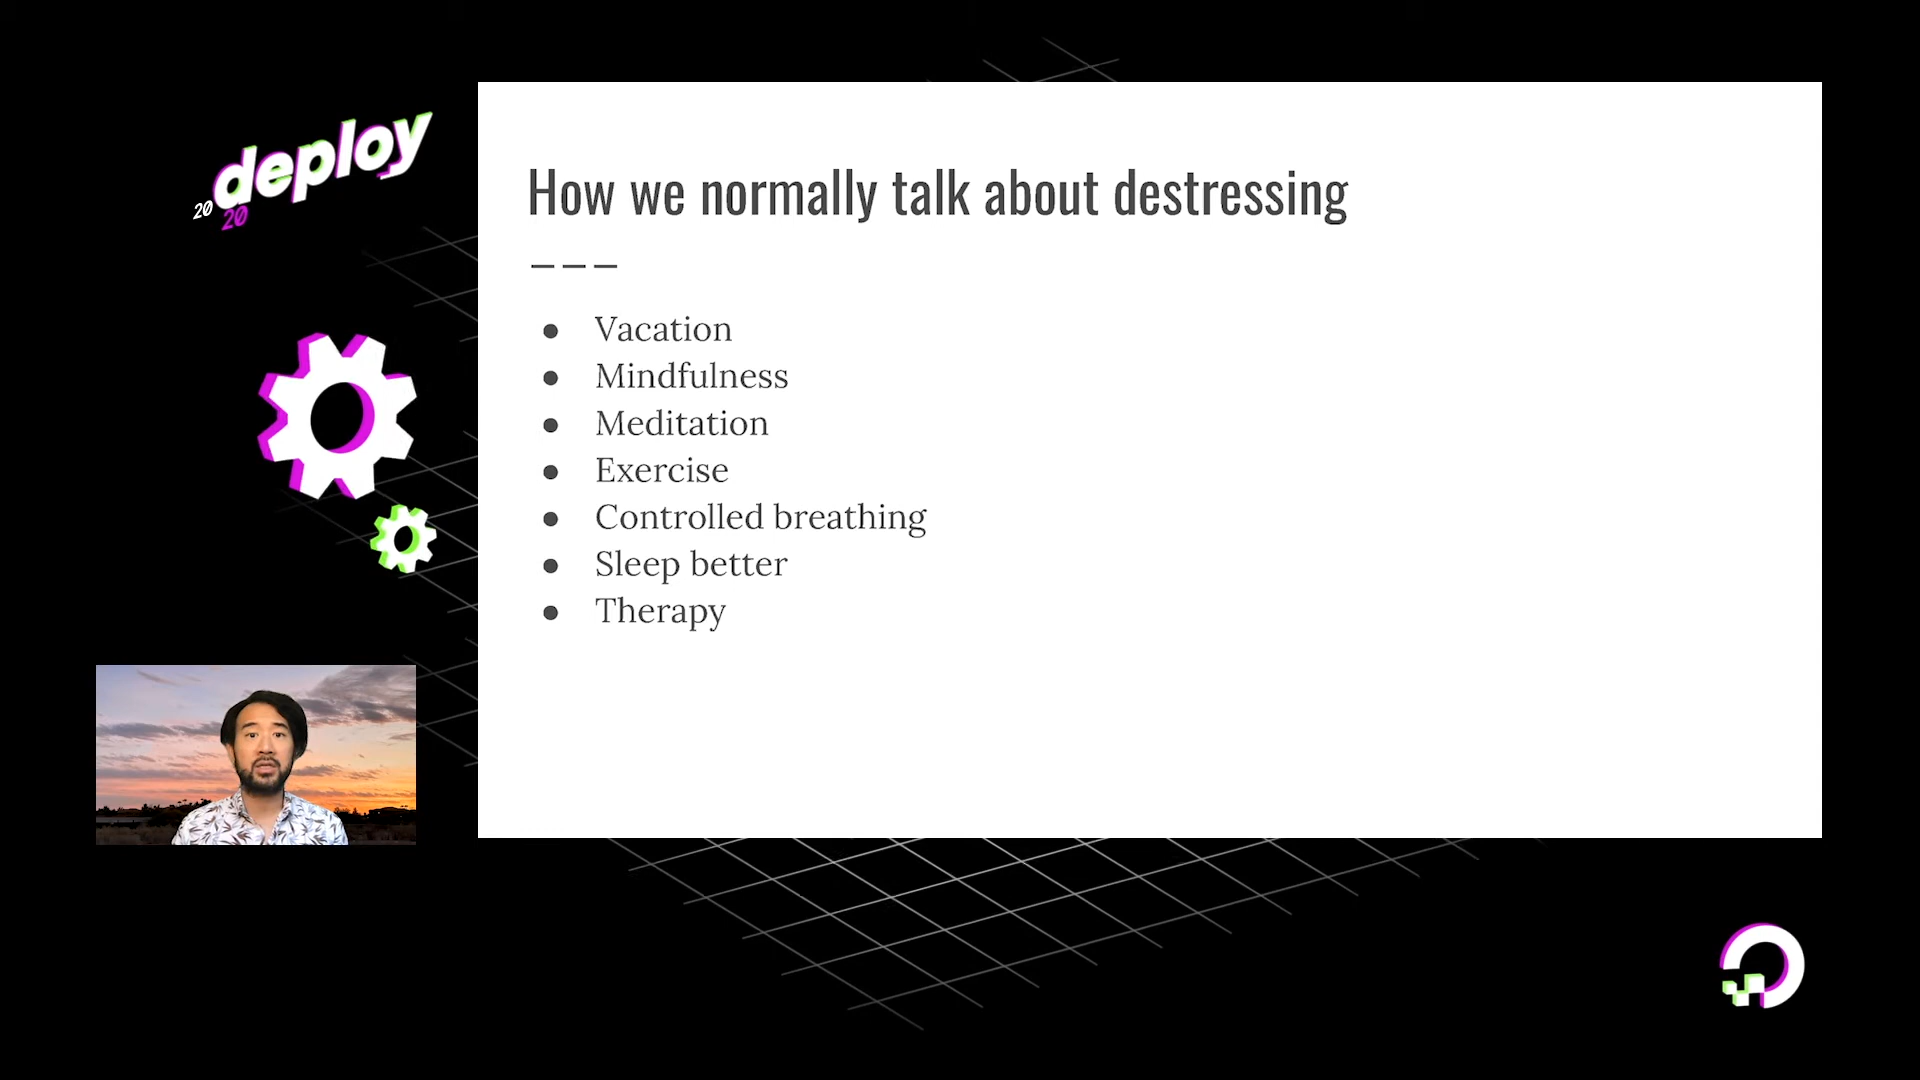 deploy
20
20
How we normally talk about destressing
● Vacation
● Mindfulness
● Meditation
● Exercise
● Controlled breathing
● Sleep better
● Therapy